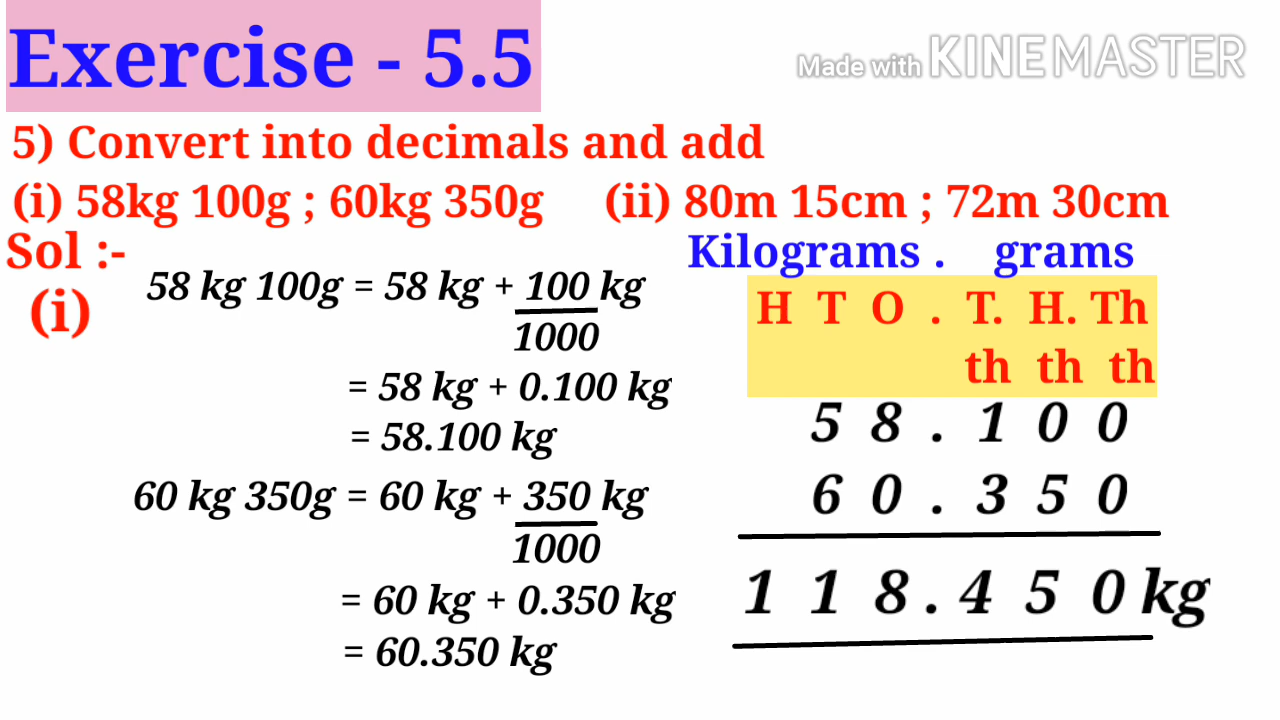 Exercise - 5.5
Made with KINEMASTER
5) Convert into decimals and add
(i) 58kg 100g ; 60kg 350g (ii) 80m 15cm ; 72m 30cm
Sol :-
(i)
58 kg 100g = 58 kg + 100 kg
1000
= 58 kg + 0.100 kg
= 58.100 kg
60 kg 350g = 60 kg + 350 kg
1000
= 60 kg + 0.350 kg
= 60.350 kg
Kilograms . grams
H T O . T. H. Th
th th th
5 8 . 1 0 0
6 0 . 3 5 0
1 1 8 . 4 5 0 kg